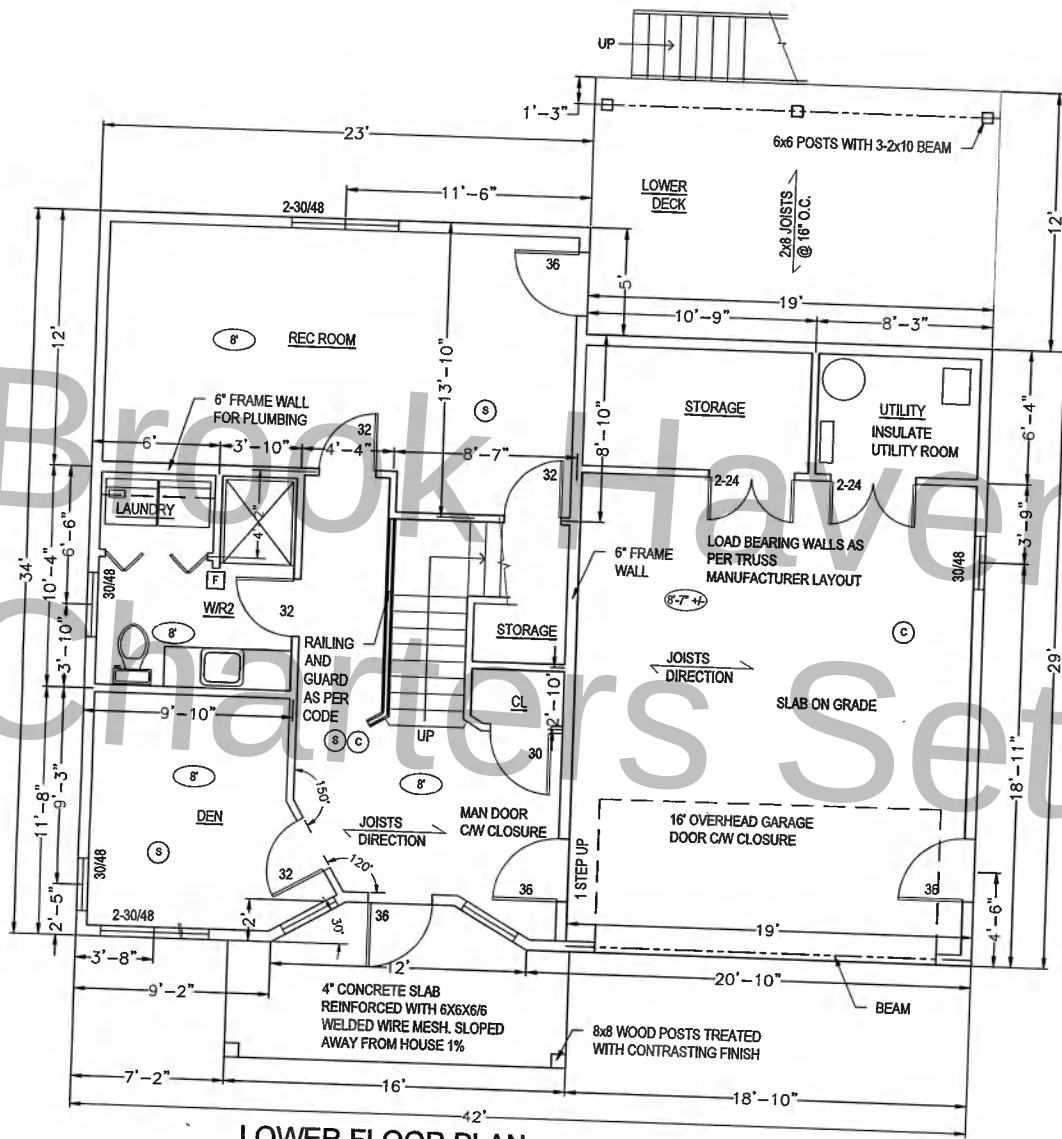 UP
1'-3"
23'
6x6 POSTS WITH 3-2x10 BEAM
11'-6"
LOWER
DECK
2x8 JOISTS
@ 16" O.C.
12'
2-30/48
36
5'
19'
10'-9"
8'-3"
12'
8'
REC ROOM
13'-10"
S
6" FRAME WALL
FOR PLUMBING
STORAGE
UTILITY
INSULATE
UTILITY ROOM
6'-4"
8'-10"
6'
3'-10"
32
4'-4"
8'-7"
32
2-24
2-24
Brook Haven
LAUNDRY
4'-2"
6'-6"
10'-4"
34'
3'-9"
30/48
F
W/R2
32
8'
3'-10"
30/48
6" FRAME
WALL
LOAD BEARING WALLS AS
PER TRUSS
MANUFACTURER LAYOUT
8'-7" +/-
C
29'
RAILING
AND
GUARD
AS PER
CODE
STORAGE
JOISTS
DIRECTION
SLAB ON GRADE
Charters Set
9'-10"
CL
2'-10"
S
C
UP
30
18'-11"
8'
8'
DEN
150°
11'-8"
9'-3"
JOISTS
DIRECTION
MAN DOOR
C/W CLOSURE
16' OVERHEAD GARAGE
DOOR C/W CLOSURE
S
30/48
32
120°
36
1 STEP UP
36
4'-6"
2'-5"
2-30/48
2'
30°
36
19'
3'-8"
12'
20'-10"
9'-2"
BEAM
4" CONCRETE SLAB
REINFORCED WITH 6X6X6/6
WELDED WIRE MESH. SLOPED
AWAY FROM HOUSE 1%
8x8 WOOD POSTS TREATED
WITH CONTRASTING FINISH
7'-2"
16'
18'-10"
42'
LOWER FLOOR PLAN